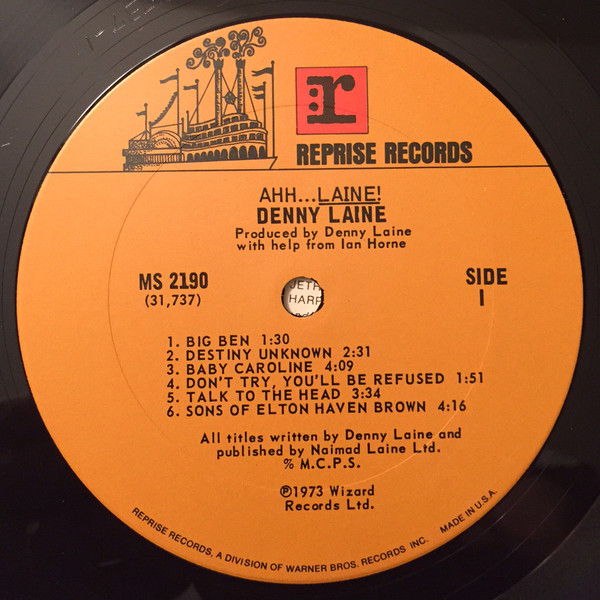 r
REPRISE RECORDS
AHH...LAINE!
DENNY LAINE
Produced by Denny Laine
with help from Ian Horne
MS 2190
(31,737)
SIDE
1
JETH
HARP
1. BIG BEN 1:30
2. DESTINY UNKNOWN 2:31
3. BABY CAROLINE 4:09
4. DON'T TRY, YOU'LL BE REFUSED 1:51
5. TALK TO THE HEAD 3:34
6. SONS OF ELTON HAVEN BROWN 4:16
All titles written by Denny Laine and
published by Naimad Laine Ltd.
% M.C.P.S.
℗1973 Wizard
Records Ltd.
REPRISE RECORDS, A DIVISION OF WARNER BROS. RECORDS INC. MADE IN U.S.A.